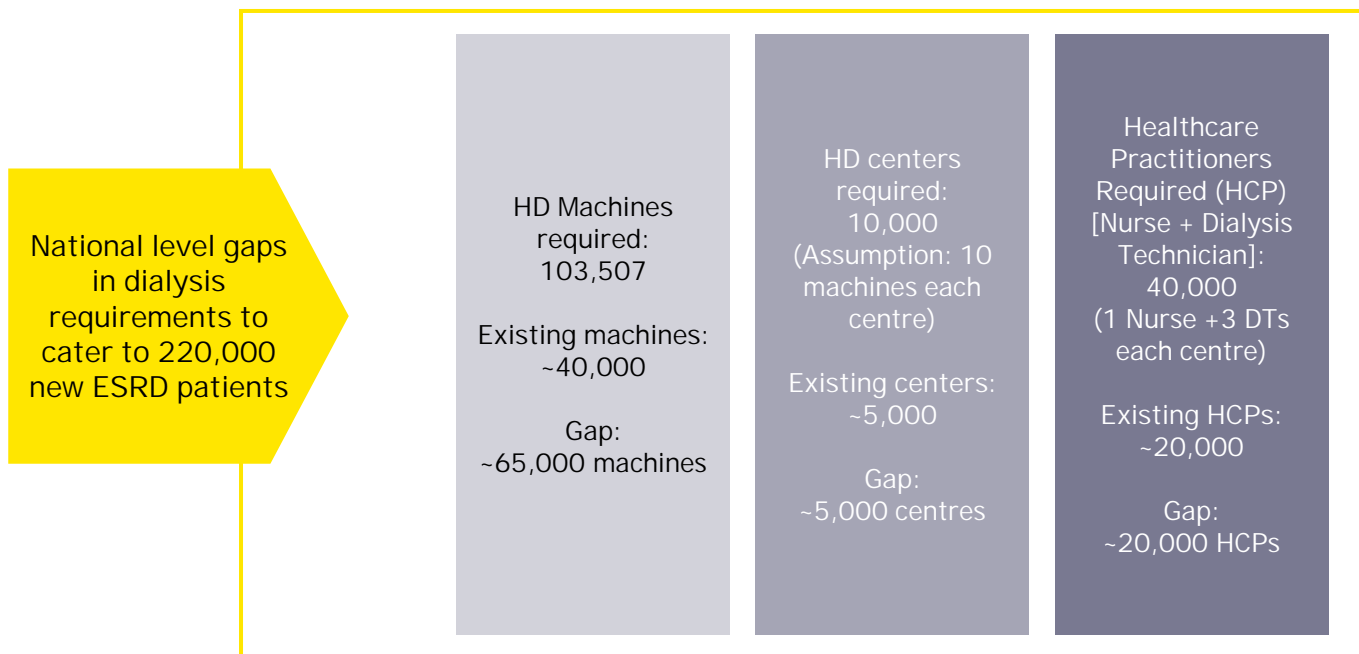 National level gaps
in dialysis
requirements to
cater to 220,000
new ESRD patients
HD Machines
required:
103,507
Existing machines:
~40,000
Gap:
~65,000 machines
HD centers
required:
10,000
(Assumption: 10
machines each
centre)
Existing centers:
~5,000
Gap:
~5,000 centres
Healthcare
Practitioners
Required (HCP)
[Nurse + Dialysis
Technician]:
40,000
(1 Nurse +3 DTs
each centre)
Existing HCPs:
~20,000
Gap:
~20,000 HCPs